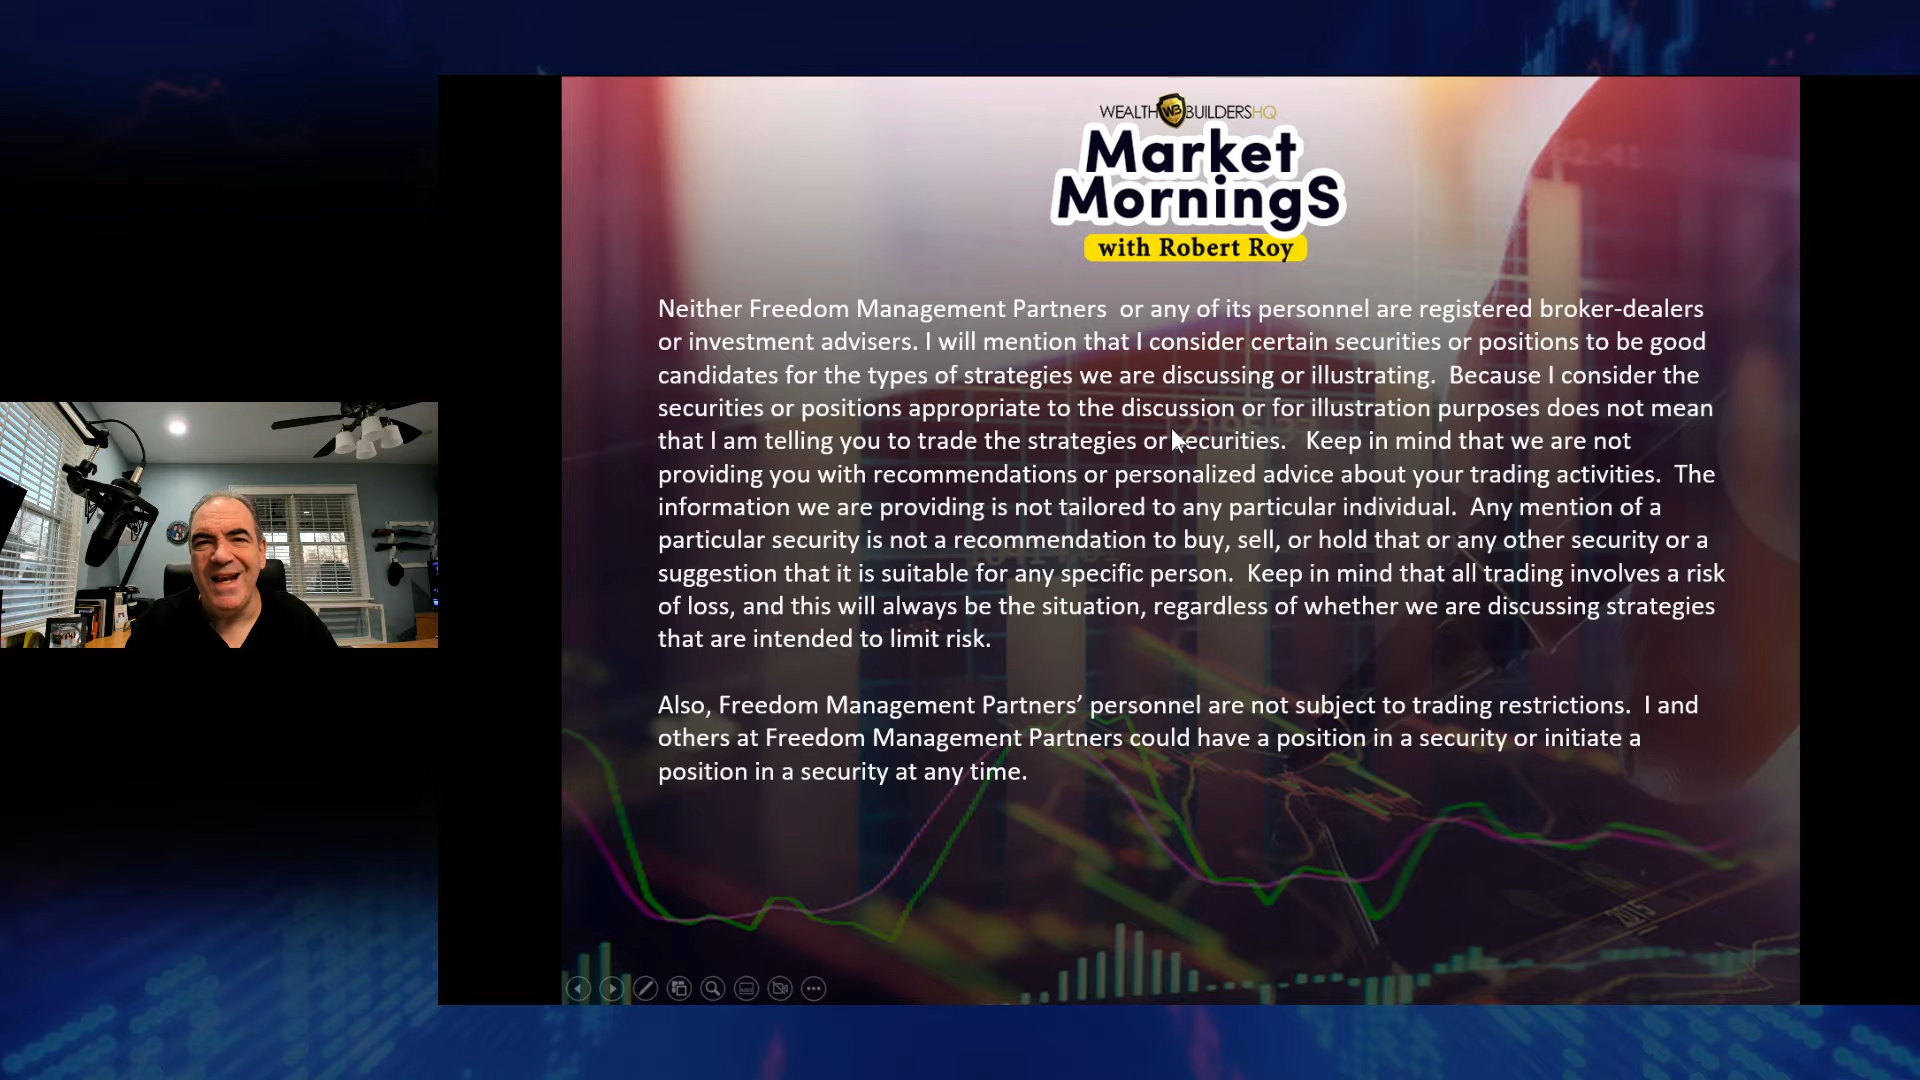 WEALTH WB BUILDERSHQ
Market
MorningS
with Robert Roy
Neither Freedom Management Partners  or any of its personnel are registered broker-dealers
or investment advisers. I will mention that I consider certain securities or positions to be good
candidates for the types of strategies we are discussing or illustrating.  Because I consider the
securities or positions appropriate to the discussion or for illustration purposes does not mean
that I am telling you to trade the strategies or securities.   Keep in mind that we are not
providing you with recommendations or personalized advice about your trading activities.  The
information we are providing is not tailored to any particular individual.  Any mention of a
particular security is not a recommendation to buy, sell, or hold that or any other security or a
suggestion that it is suitable for any specific person.  Keep in mind that all trading involves a risk
of loss, and this will always be the situation, regardless of whether we are discussing strategies
that are intended to limit risk.
Also, Freedom Management Partners’ personnel are not subject to trading restrictions.  I and
others at Freedom Management Partners could have a position in a security or initiate a
position in a security at any time.
2015